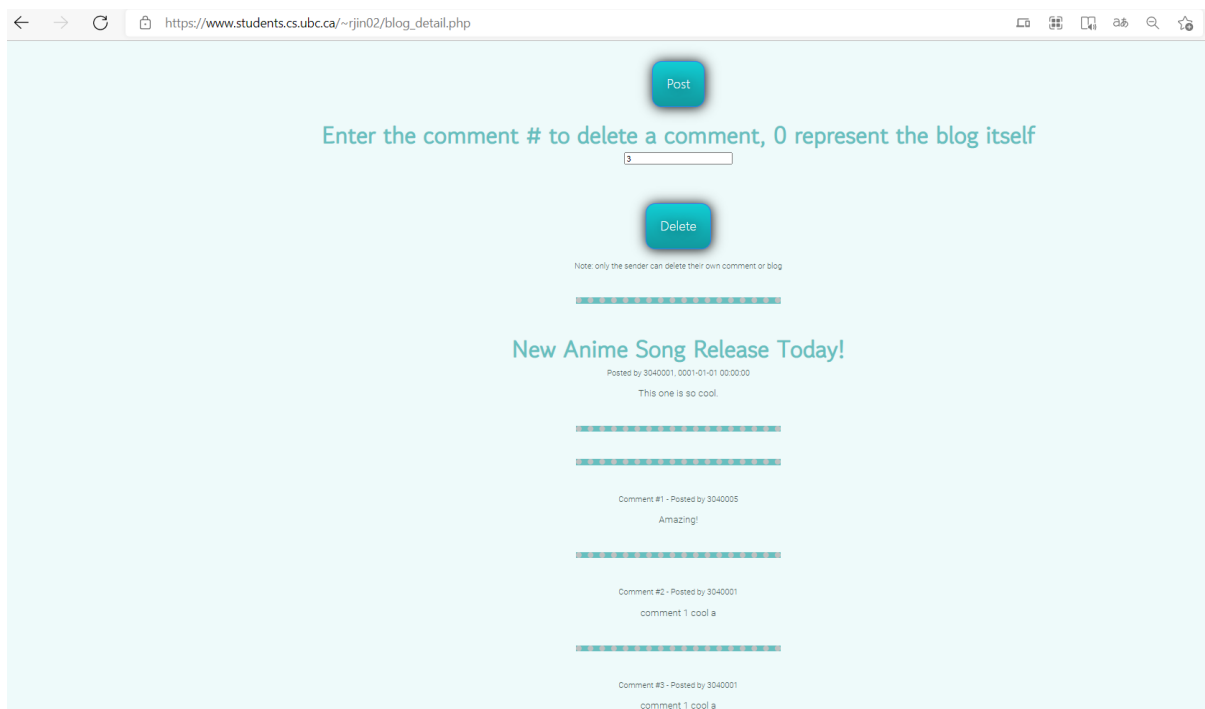 https://www.students.cs.ubc.ca/~rjin02/blog_detail.php
aあ
Post
Enter the comment # to delete a comment, 0 represent the blog itself
3
Delete
Note: only the sender can delete their own comment or blog
New Anime Song Release Today!
Posted by 3040001, 0001-01-01 00:00:00
This one is so cool.
Comment #1 - Posted by 3040005
Amazing!
Comment #2 - Posted by 3040001
comment 1 cool a
Comment #3 - Posted by 3040001
comment 1 cool a